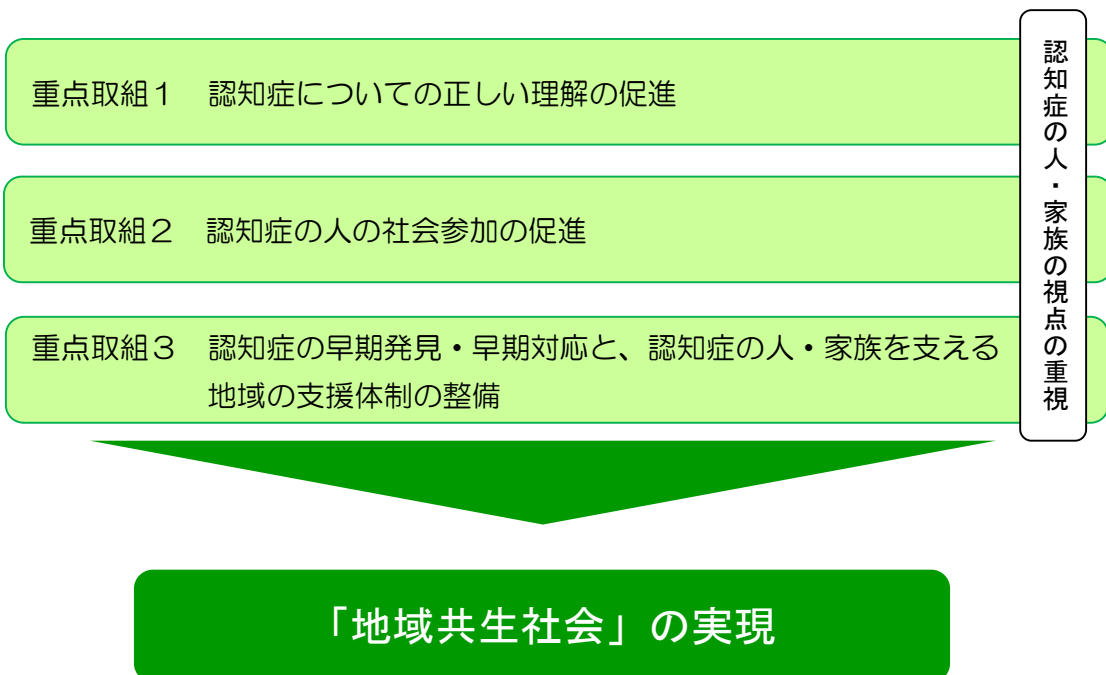 重点取組1 認知症についての正しい理解の促進
重点取組2 認知症の人の社会参加の促進
重点取組3 認知症の早期発見・早期対応と、認知症の人・家族を支える
地域の支援体制の整備
認知症の人・家族の視点の重視
「地域共生社会」の実現